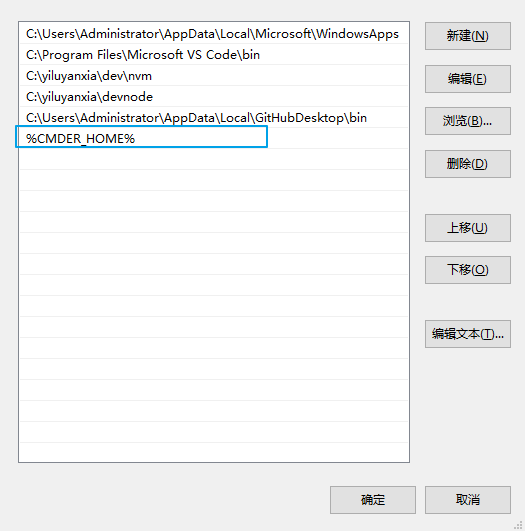 C:\Users\Administrator\AppData\Local\Microsoft\WindowsApps
C:\Program Files\Microsoft VS Code\bin
C:\yiluyanxia\dev\nvm
C:\yiluyanxia\devnode
C:\Users\Administrator\AppData\Local\GitHubDesktop\bin
%CMDER_HOME%
新建(N)
编辑(E)
浏览(B)...
删除(D)
上移(U)
下移(O)
编辑文本(T)...
确定
取消